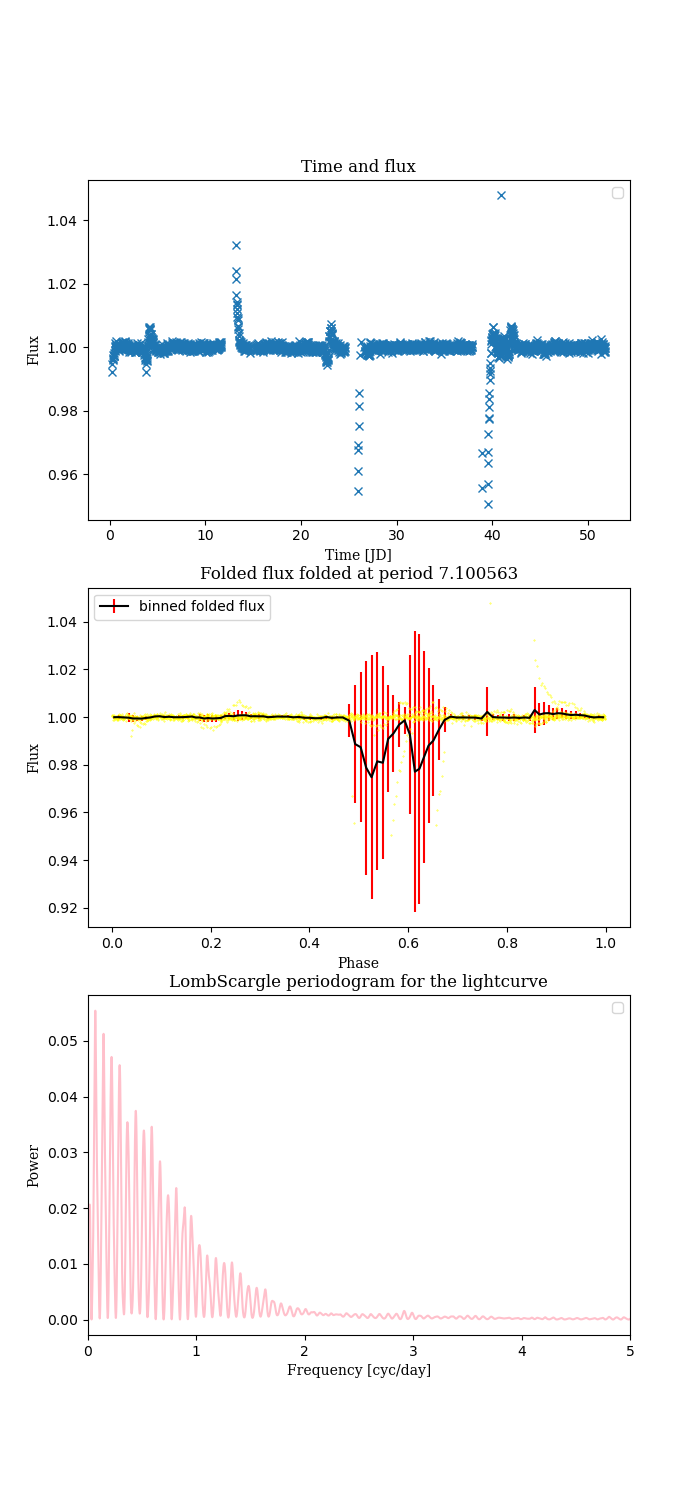 Time and flux
1.04
1.02
1.00
0.98
0.96
Flux
0 10 20 30 40 50
Time [JD]
Folded flux folded at period 7.100563
binned folded flux
1.04
1.02
1.00
0.98
0.96
0.94
0.92
Flux
0.0 0.2 0.4 0.6 0.8 1.0
Phase
LombScargle periodogram for the lightcurve
0.05
0.04
0.03
0.02
0.01
0.00
Power
0 1 2 3 4 5
Frequency [cyc/day]